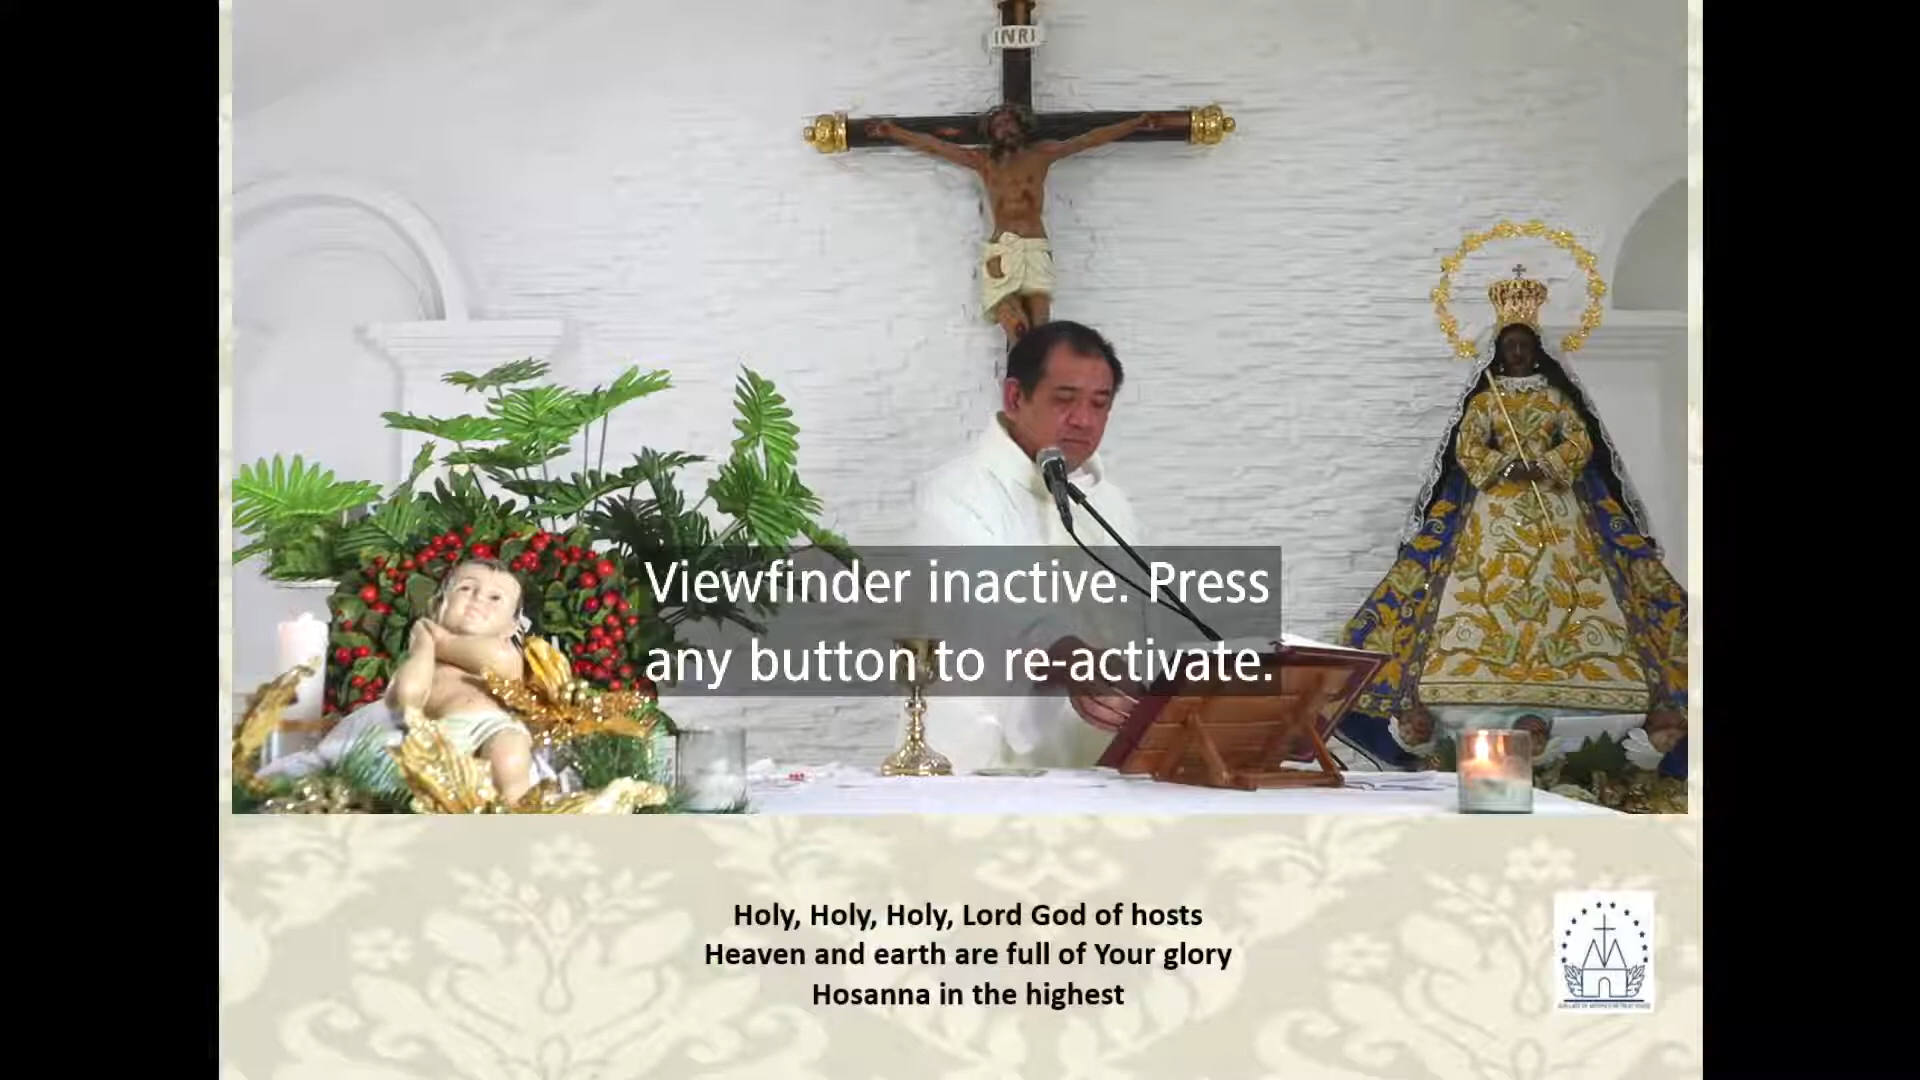 INRI
Viewfinder inactive. Press
any button to re-activate.
Holy, Holy, Holy, Lord God of hosts
Heaven and earth are full of Your glory
Hosanna in the highest